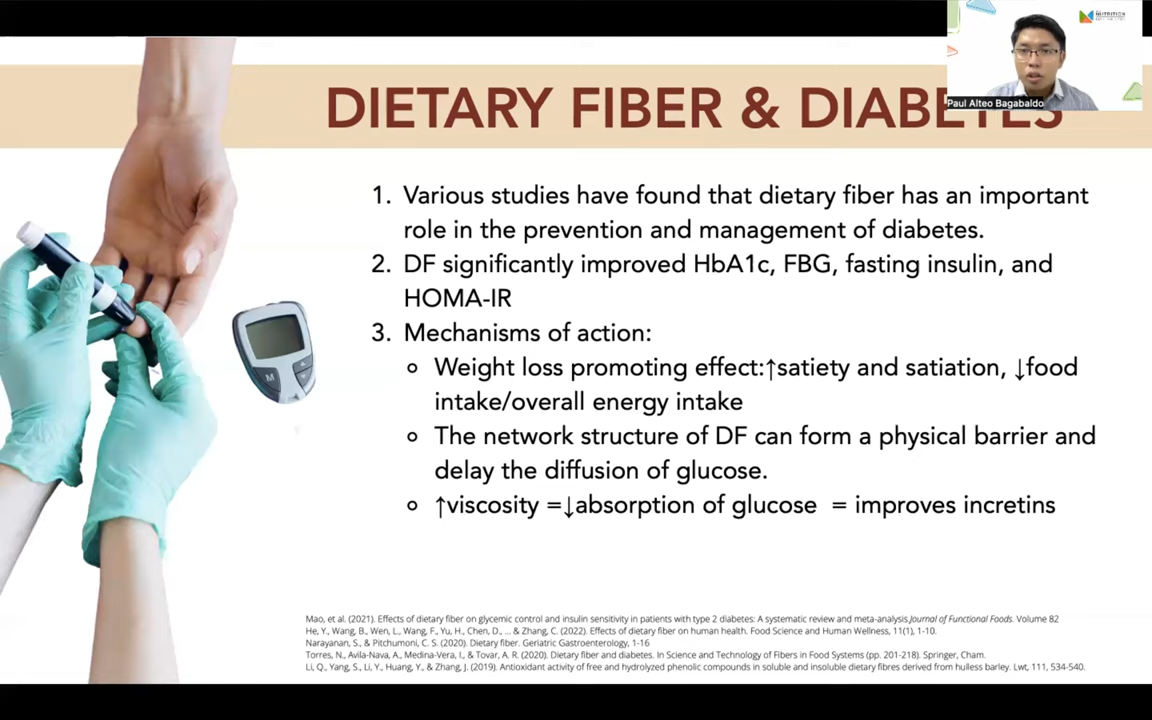 NUTRITION
Paul Alteo Bagabaldo
DIETARY FIBER & DIABETES
1. Various studies have found that dietary fiber has an important
role in the prevention and management of diabetes.
2. DF significantly improved HbA1c, FBG, fasting insulin, and
HOMA-IR
3. Mechanisms of action:
Weight loss promoting effect:↑satiety and satiation, ↓food
intake/overall energy intake
The network structure of DF can form a physical barrier and
delay the diffusion of glucose.
↑viscosity =↓absorption of glucose = improves incretins
M
Mao, et al. (2021). Effects of dietary fiber on glycemic control and insulin sensitivity in patients with type 2 diabetes: A systematic review and meta-analysis Journal of Functional Foods. Volume 82
He, Y., Wang, B., Wen, L., Wang, F., Yu, H., Chen, D., ... & Zhang, C. (2022). Effects of dietary fiber on human health. Food Science and Human Wellness, 11(1), 1-10.
Narayanan, S., & Pitchumoni, C. S. (2020). Dietary fiber. Geriatric Gastroenterology, 1-16
Torres, N., Avila-Nava, A., Medina-Vera, I., & Tovar, A. R. (2020). Dietary fiber and diabetes. In Science and Technology of Fibers in Food Systems (pp. 201-218). Springer, Cham.
Li, Q., Yang, S., Li, Y., Huang, Y., & Zhang, J. (2019). Antioxidant activity of free and hydrolyzed phenolic compounds in soluble and insoluble dietary fibres derived from hulless barley. Lwt, 111, 534-540.